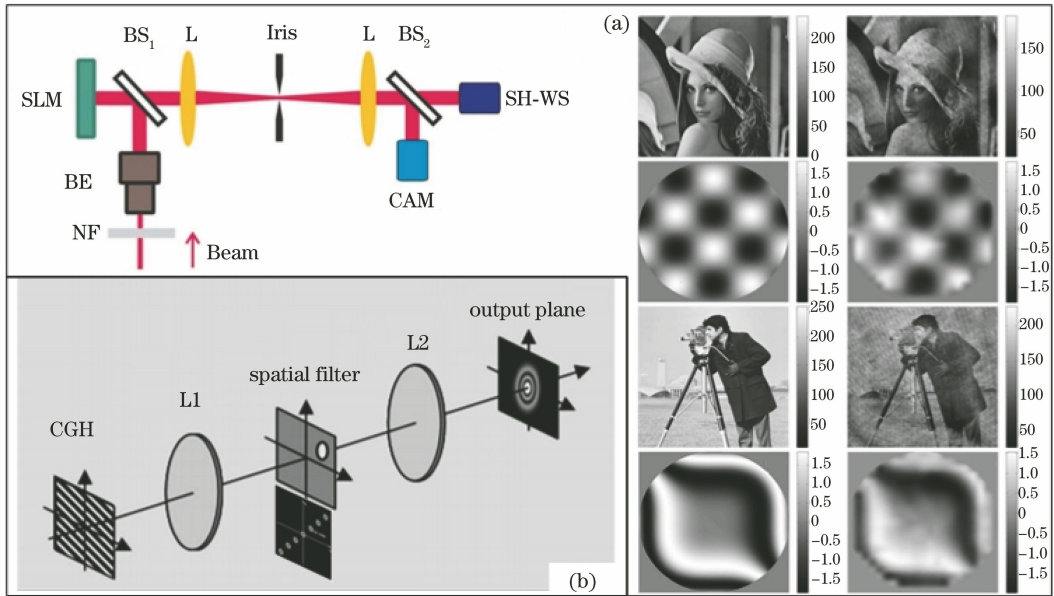 BS₁
L
Iris
L
BS₂
SLM
SH-WS
BE
CAM
NF
Beam
(a)
200
150
100
50
0
150
100
50
1.5
1.0
0.5
0
−0.5
−1.0
−1.5
1.5
1.0
0.5
0
−0.5
−1.0
−1.5
250
200
150
100
50
200
150
100
50
1.5
1.0
0.5
0
−0.5
−1.0
−1.5
1.5
1.0
0.5
0
−0.5
−1.0
−1.5
output plane
L2
spatial filter
L1
CGH
(b)